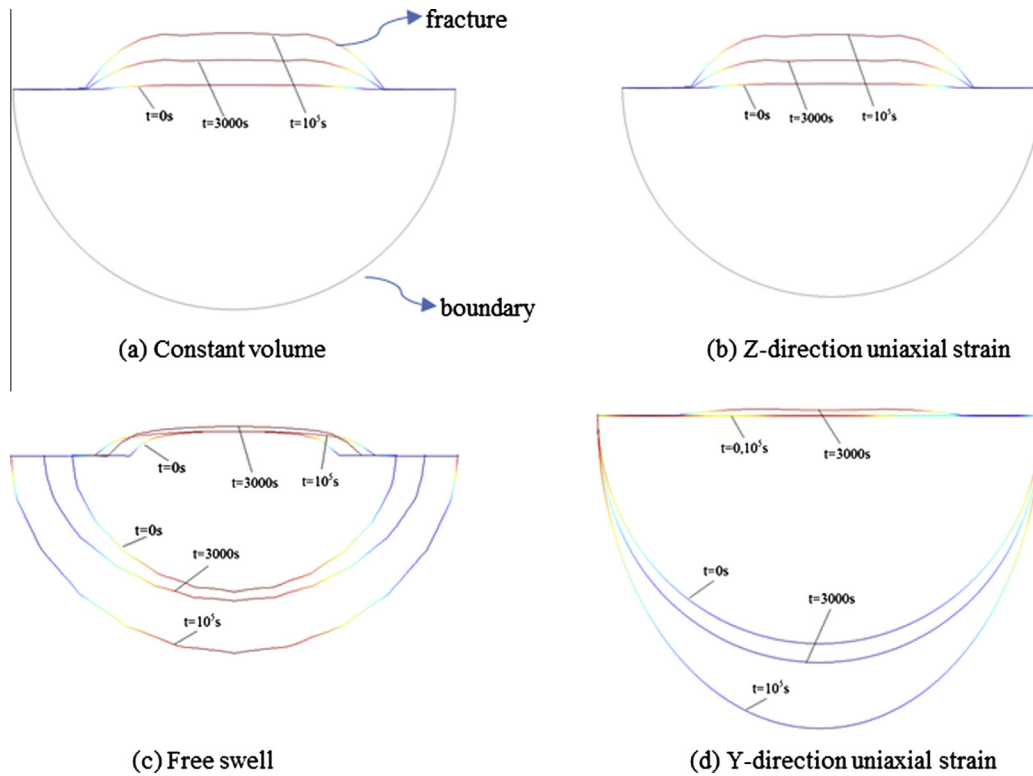 fracture
t=0s
t=3000s
t=10⁵s
boundary
(a) Constant volume
t=0s
t=3000s
t=10⁵s
(b) Z-direction uniaxial strain
t=0s
t=3000s
t=10⁵s
t=0s
t=3000s
t=10⁵s
(c) Free swell
t=0,10⁵s
t=3000s
t=0s
t=3000s
t=10⁵s
(d) Y-direction uniaxial strain